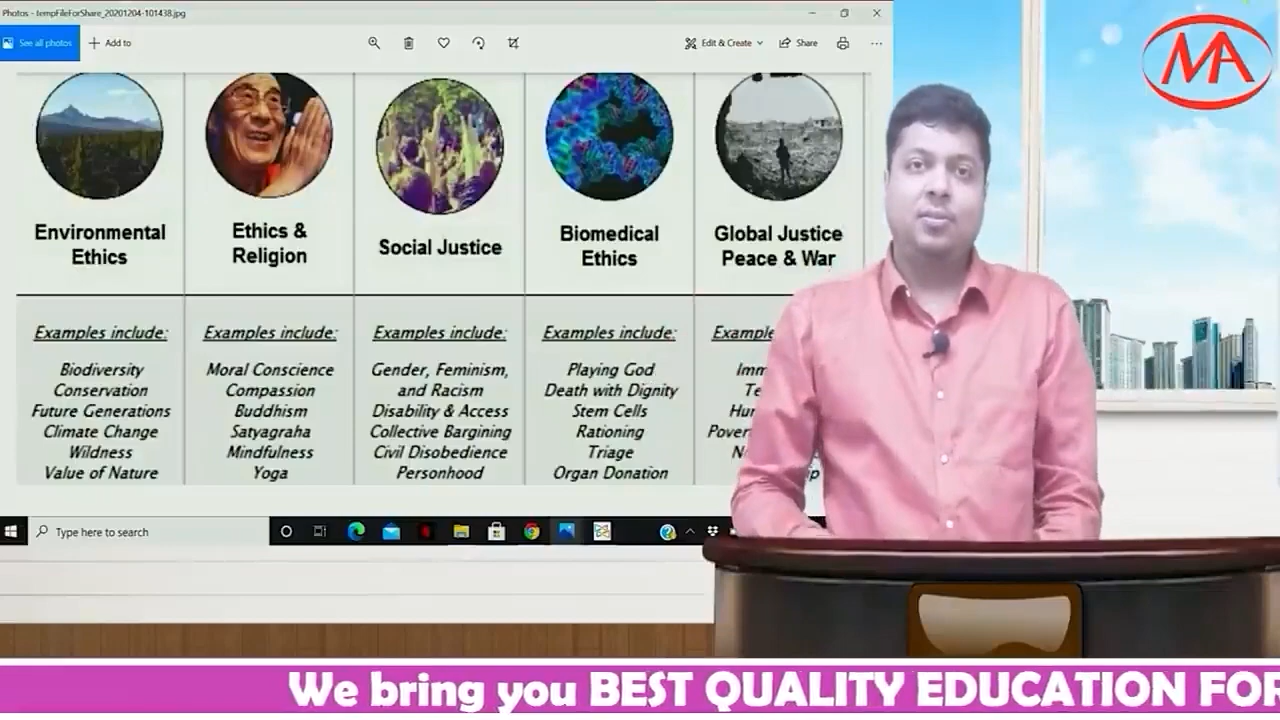 Photos - tempFileForShare_20201204-101438.jpg
See all photos
Add to
Edit & Create
Share
MA
Environmental
Ethics
Ethics &
Religion
Social Justice
Biomedical
Ethics
Global Justice
Peace & War
Examples include:
Biodiversity
Conservation
Future Generations
Climate Change
Wildness
Value of Nature
Examples include:
Moral Conscience
Compassion
Buddhism
Satyagraha
Mindfulness
Yoga
Examples include:
Gender, Feminism,
and Racism
Disability & Access
Collective Bargining
Civil Disobedience
Personhood
Examples include:
Playing God
Death with Dignity
Stem Cells
Rationing
Triage
Organ Donation
Type here to search
We bring you BEST QUALITY EDUCATION FOR